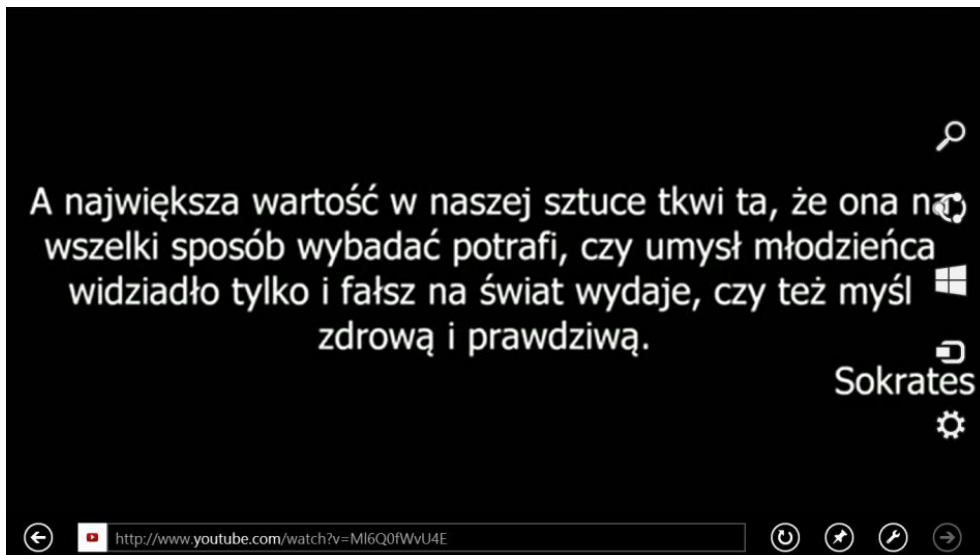 A największa wartość w naszej sztuce tkwi ta, że ona na
wszelki sposób wybadać potrafi, czy umysł młodzieńca
widziadło tylko i fałsz na świat wydaje, czy też myśl
zdrową i prawdziwą.
Sokrates
http://www.youtube.com/watch?v=Ml6Q0fWvU4E